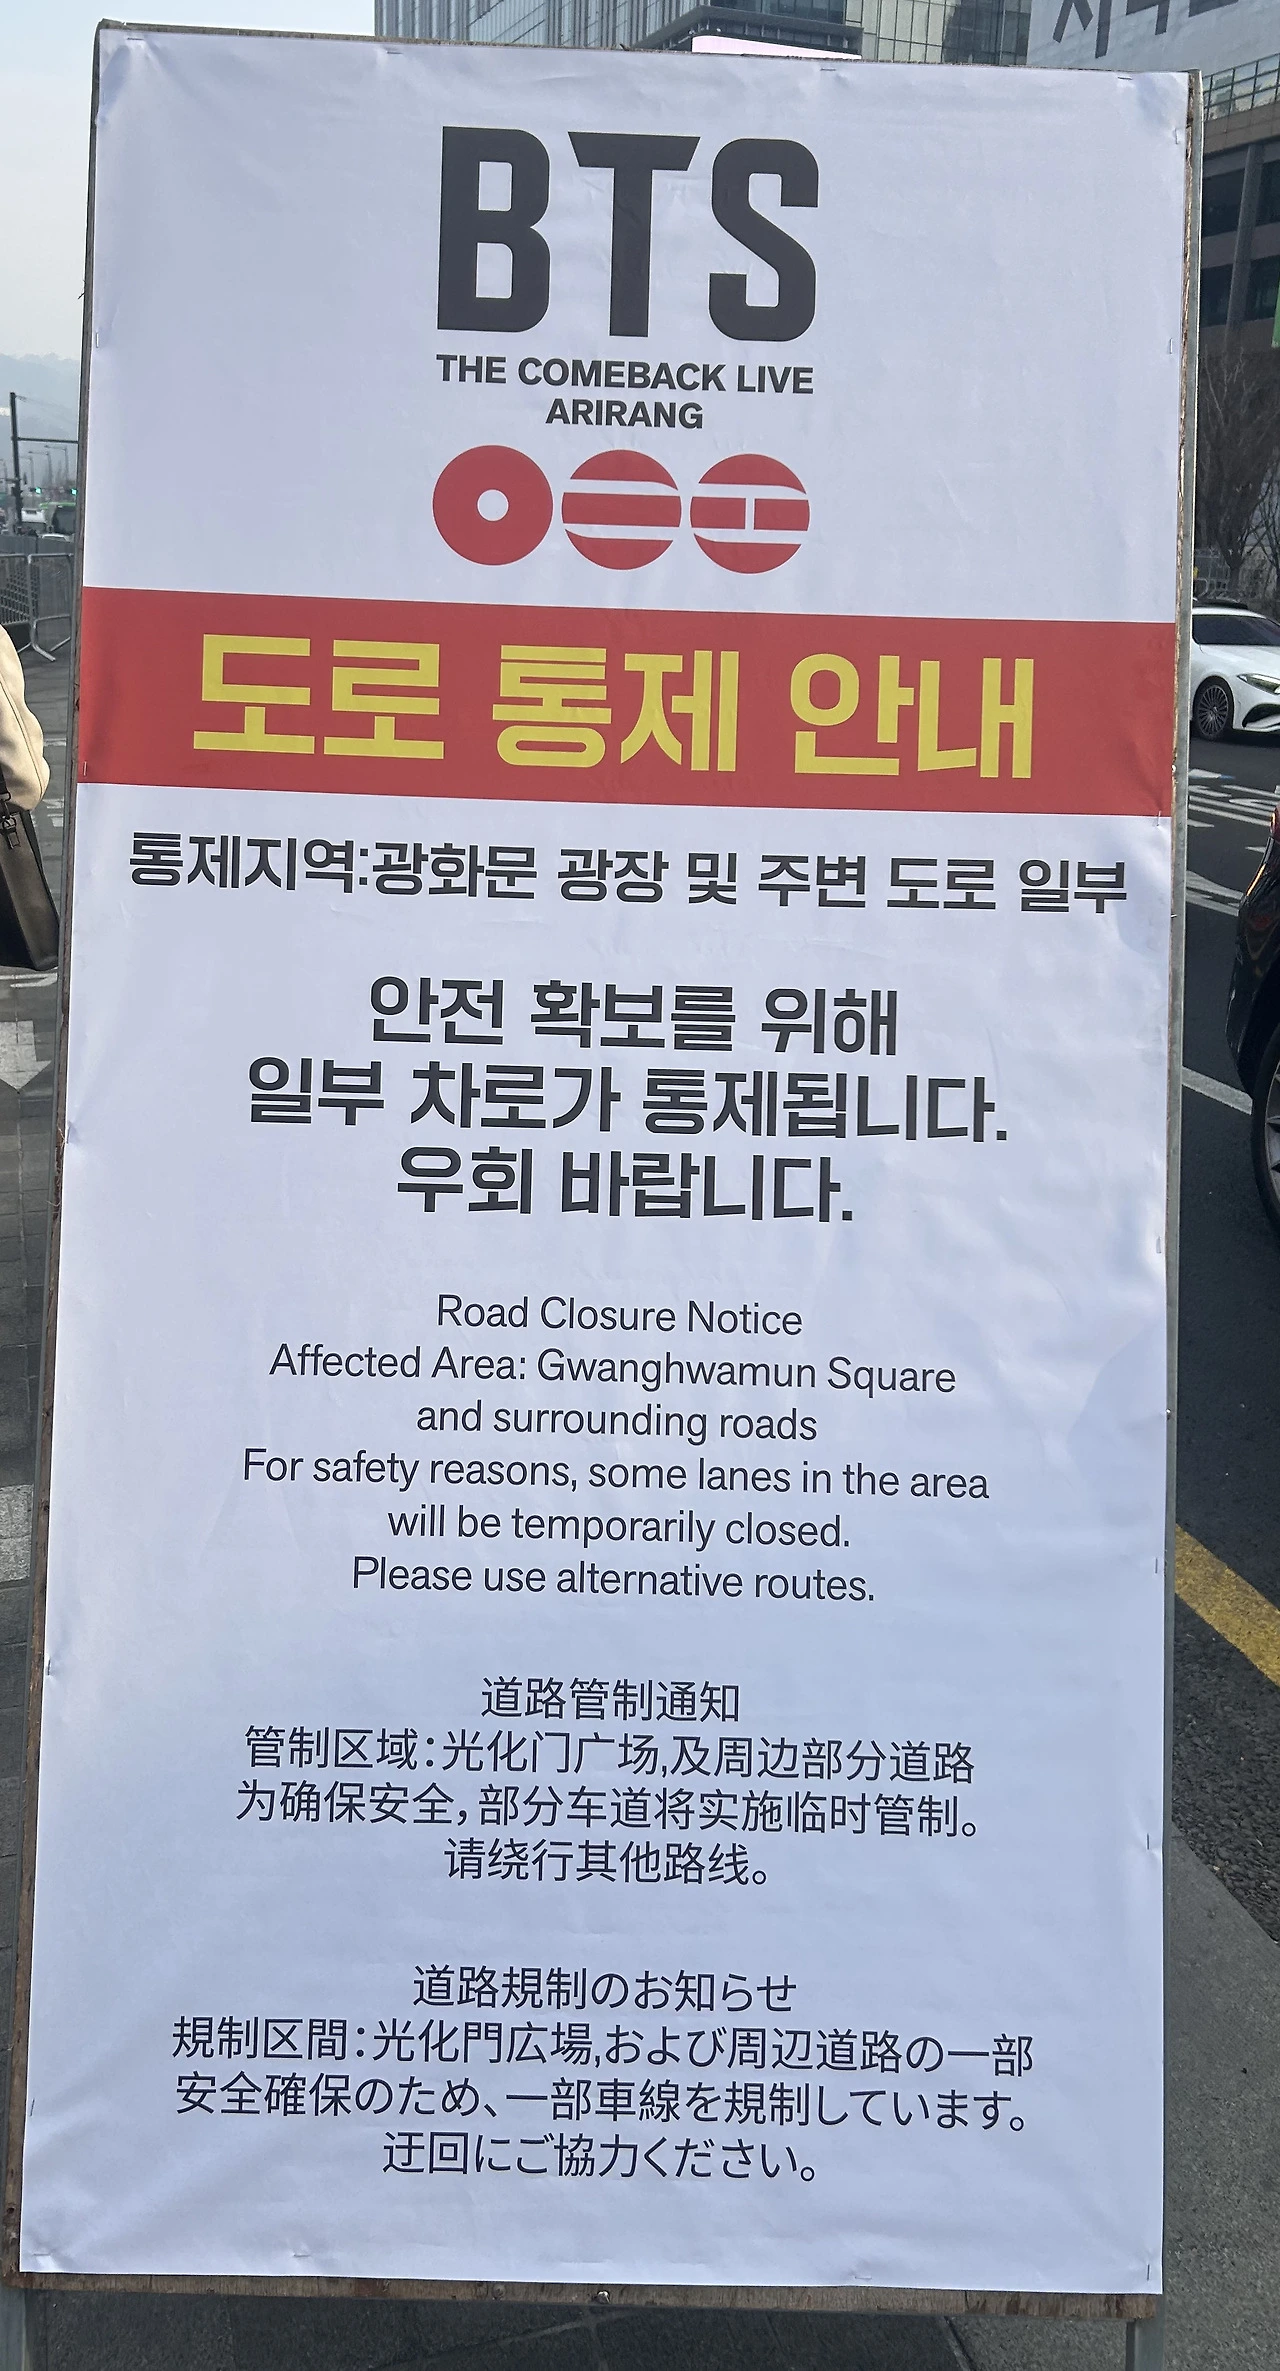 BTS
THE COMEBACK LIVE
ARIRANG
도로 통제 안내
통제지역:광화문 광장 및 주변 도로 일부
안전 확보를 위해
일부 차로가 통제됩니다.
우회 바랍니다.
Road Closure Notice
Affected Area: Gwanghwamun Square
and surrounding roads
For safety reasons, some lanes in the area
will be temporarily closed.
Please use alternative routes.
道路管制通知
管制区域：光化门广场,及周边部分道路
为确保安全，部分车道将实施临时管制。
请绕行其他路线。
道路規制のお知らせ
規制区間：光化門広場,および周辺道路の一部
安全確保のため、一部車線を規制しています。
迂回にご協力ください。